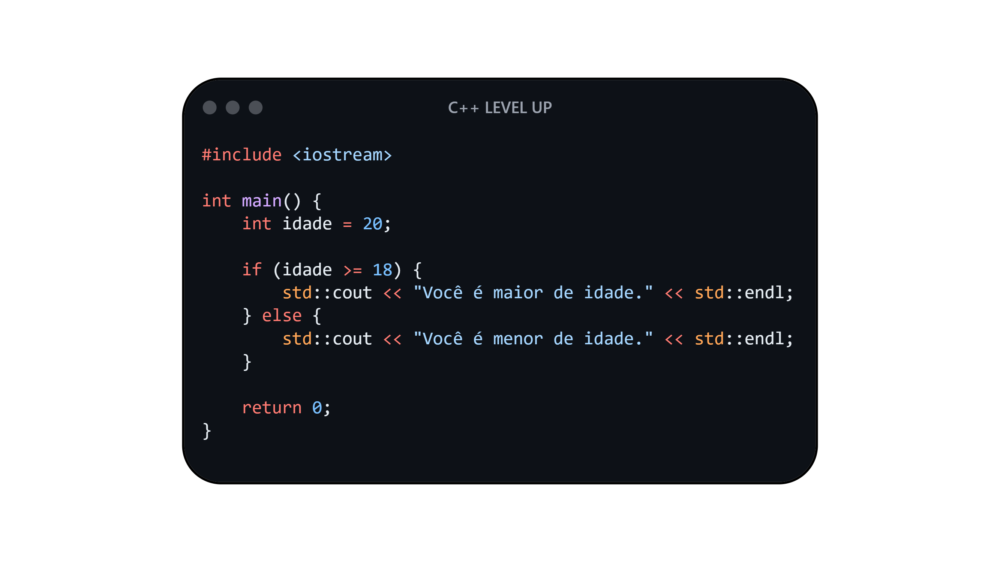 C++ LEVEL UP
#include <iostream>
int main() {
    int idade = 20;
    if (idade >= 18) {
        std::cout << "Você é maior de idade." << std::endl;
    } else {
        std::cout << "Você é menor de idade." << std::endl;
    }
    return 0;
}